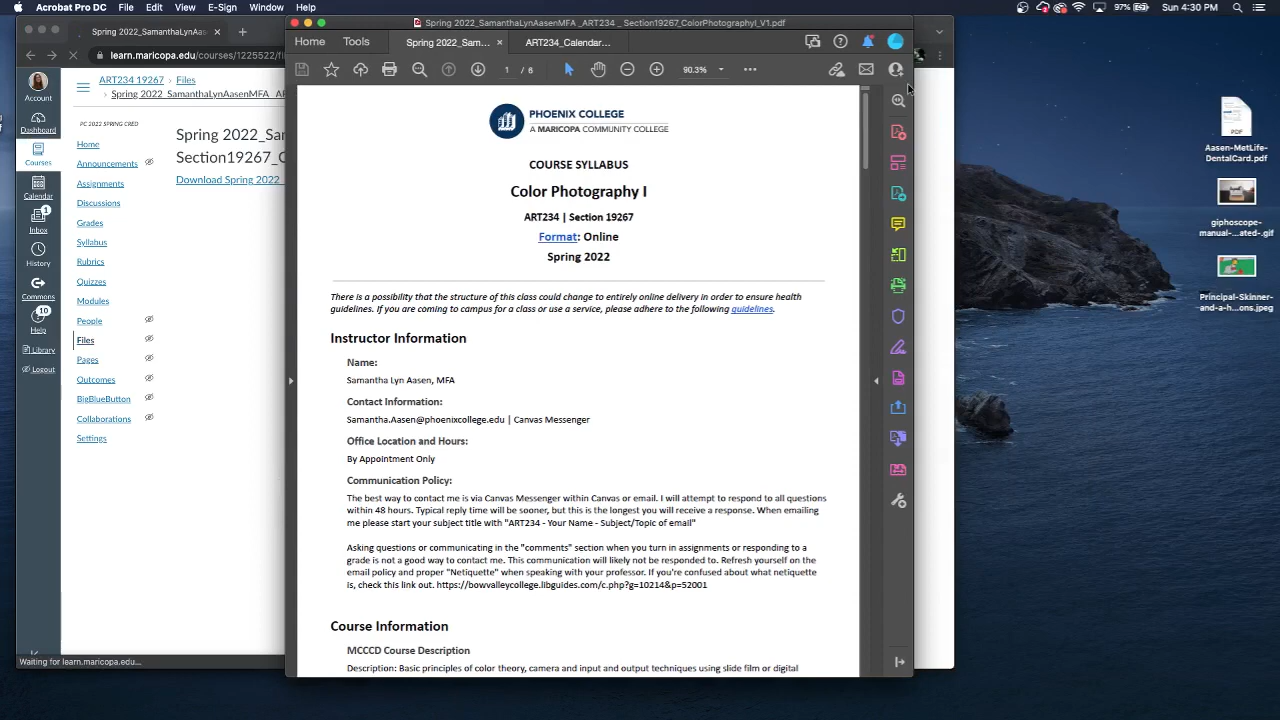 Acrobat Pro DC File Edit View E-Sign Window Help
97% Sun 4:30 PM
Spring 2022_SamanthaLynAas
learn.maricopa.edu/courses/1225522/fi
Account
Dashboard
Courses
Calendar
1
Inbox
History
Commons
10
Help
Library
Logout
ART234 19267 › Files
› Spring 2022_SamanthaLynAasenMFA _AR
PC 2022 SPRING CRED
Home
Announcements
Assignments
Discussions
Grades
Syllabus
Rubrics
Quizzes
Modules
People
Files
Pages
Outcomes
BigBlueButton
Collaborations
Settings
Spring 2022_Sam
Section19267_C
Download Spring 2022_
Waiting for learn.maricopa.edu...
Spring 2022_SamanthaLynAasenMFA _ART234 _ Section19267_ColorPhotographyI_V1.pdf
Home Tools Spring 2022_Sam... × ART234_Calendar...
1 / 6 90.3%
PHOENIX COLLEGE
A MARICOPA COMMUNITY COLLEGE
COURSE SYLLABUS
Color Photography I
ART234 | Section 19267
Format: Online
Spring 2022
There is a possibility that the structure of this class could change to entirely online delivery in order to ensure health
guidelines. If you are coming to campus for a class or use a service, please adhere to the following guidelines.
Instructor Information
Name:
Samantha Lyn Aasen, MFA
Contact Information:
Samantha.Aasen@phoenixcollege.edu | Canvas Messenger
Office Location and Hours:
By Appointment Only
Communication Policy:
The best way to contact me is via Canvas Messenger within Canvas or email. I will attempt to respond to all questions
within 48 hours. Typical reply time will be sooner, but this is the longest you will receive a response. When emailing
me please start your subject title with "ART234 - Your Name - Subject/Topic of email"
Asking questions or communicating in the "comments" section when you turn in assignments or responding to a
grade is not a good way to contact me. This communication will likely not be responded to. Refresh yourself on the
email policy and proper "Netiquette" when speaking with your professor. If you're confused about what netiquette
is, check this link out. https://bowvalleycollege.libguides.com/c.php?g=10214&p=52001
Course Information
MCCCD Course Description
Description: Basic principles of color theory, camera and input and output techniques using slide film or digital
PDF
Aasen-MetLife-
DentalCard.pdf
giphoscope-
manual-...ated-.gif
Principal-Skinner-
and-a-h...ons.jpeg